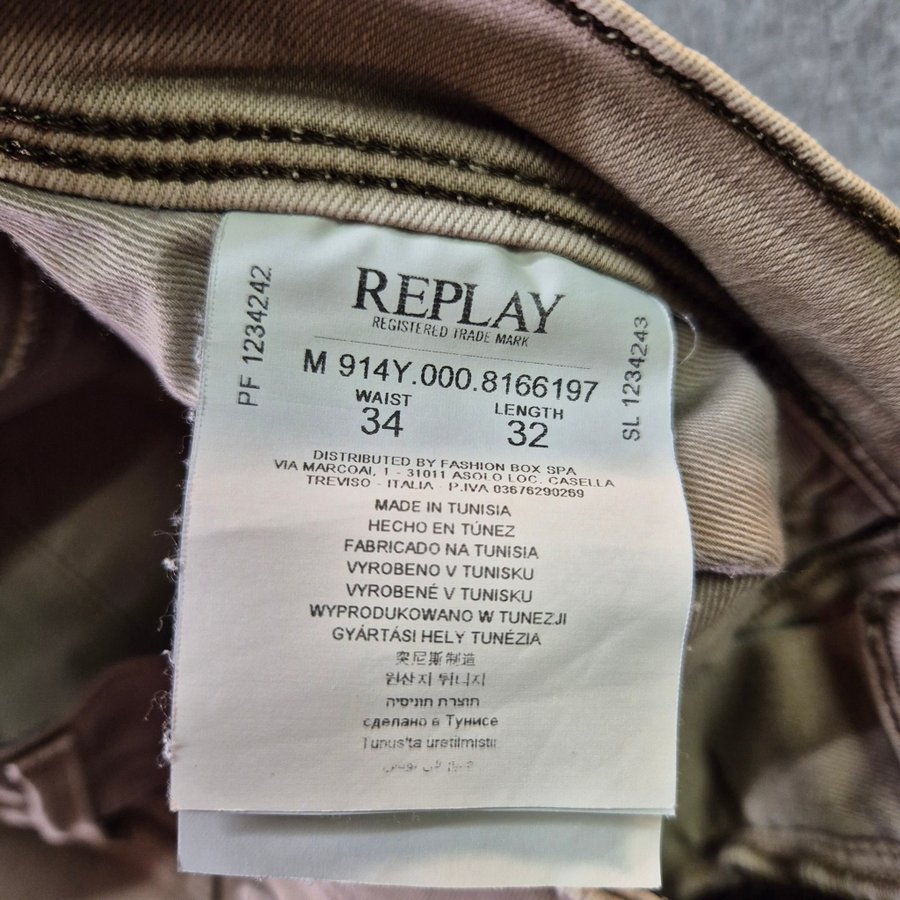 REPLAY
REGISTERED TRADE MARK
PF 1234242
SL 1234243
M 914Y.000.8166197
WAIST LENGTH
34 32
DISTRIBUTED BY FASHION BOX SPA
VIA MARCOAI, 1 - 31011 ASOLO LOC. CASELLA
TREVISO - ITALIA - P.IVA 03676290269
MADE IN TUNISIA
HECHO EN TÚNEZ
FABRICADO NA TUNISIA
VYROBENO V TUNISKU
VYROBENÉ V TUNISKU
WYPRODUKOWANO W TUNEZJI
GYÁRTÁSI HELY TUNÉZIA
突尼斯制造
원산지 튀니지
תוצרת תוניסיה
сделано в Тунисе
Tunus'ta uretilmistir